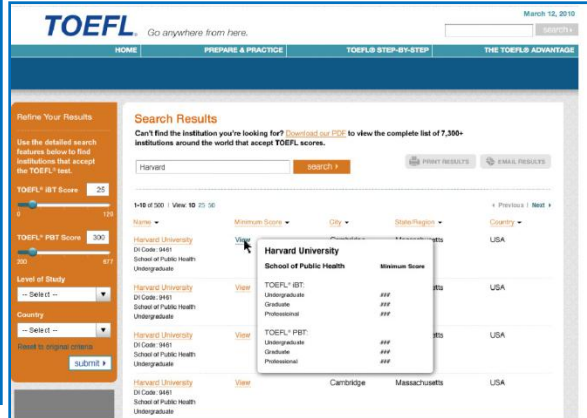 March 12, 2010
TOEFL. Go anywhere from here.
search
HOME PREPARE & PRACTICE TOEFL® STEP-BY-STEP THE TOEFL® ADVANTAGE
Refine Your Results
Use the detailed search
features below to find
institutions that accept
the TOEFL® test.
TOEFL® iBT Score 25
0 120
TOEFL® PBT Score 300
200 677
Level of Study
-- Select --
Country
-- Select --
Reset to original criteria
submit
Search Results
Can't find the institution you're looking for? Download our PDF to view the complete list of 7,300+
institutions around the world that accept TOEFL scores.
Harvard search PRINT RESULTS EMAIL RESULTS
1-10 of 500 | View: 10 25 50 Previous | Next
Name Minimum Score City State/Region Country
Harvard University View Cambridge Massachusetts USA
DI Code: 9461
School of Public Health
Undergraduate
Harvard University
School of Public Health Minimum Score
TOEFL® iBT:
Undergraduate ###
Graduate ###
Professional ###
TOEFL® PBT:
Undergraduate ###
Graduate ###
Professional ###
Harvard University View USA
DI Code: 9461
School of Public Health
Undergraduate
Harvard University View USA
DI Code: 9461
School of Public Health
Undergraduate
Harvard University View Cambridge Massachusetts USA
DI Code: 9461
School of Public Health
Undergraduate